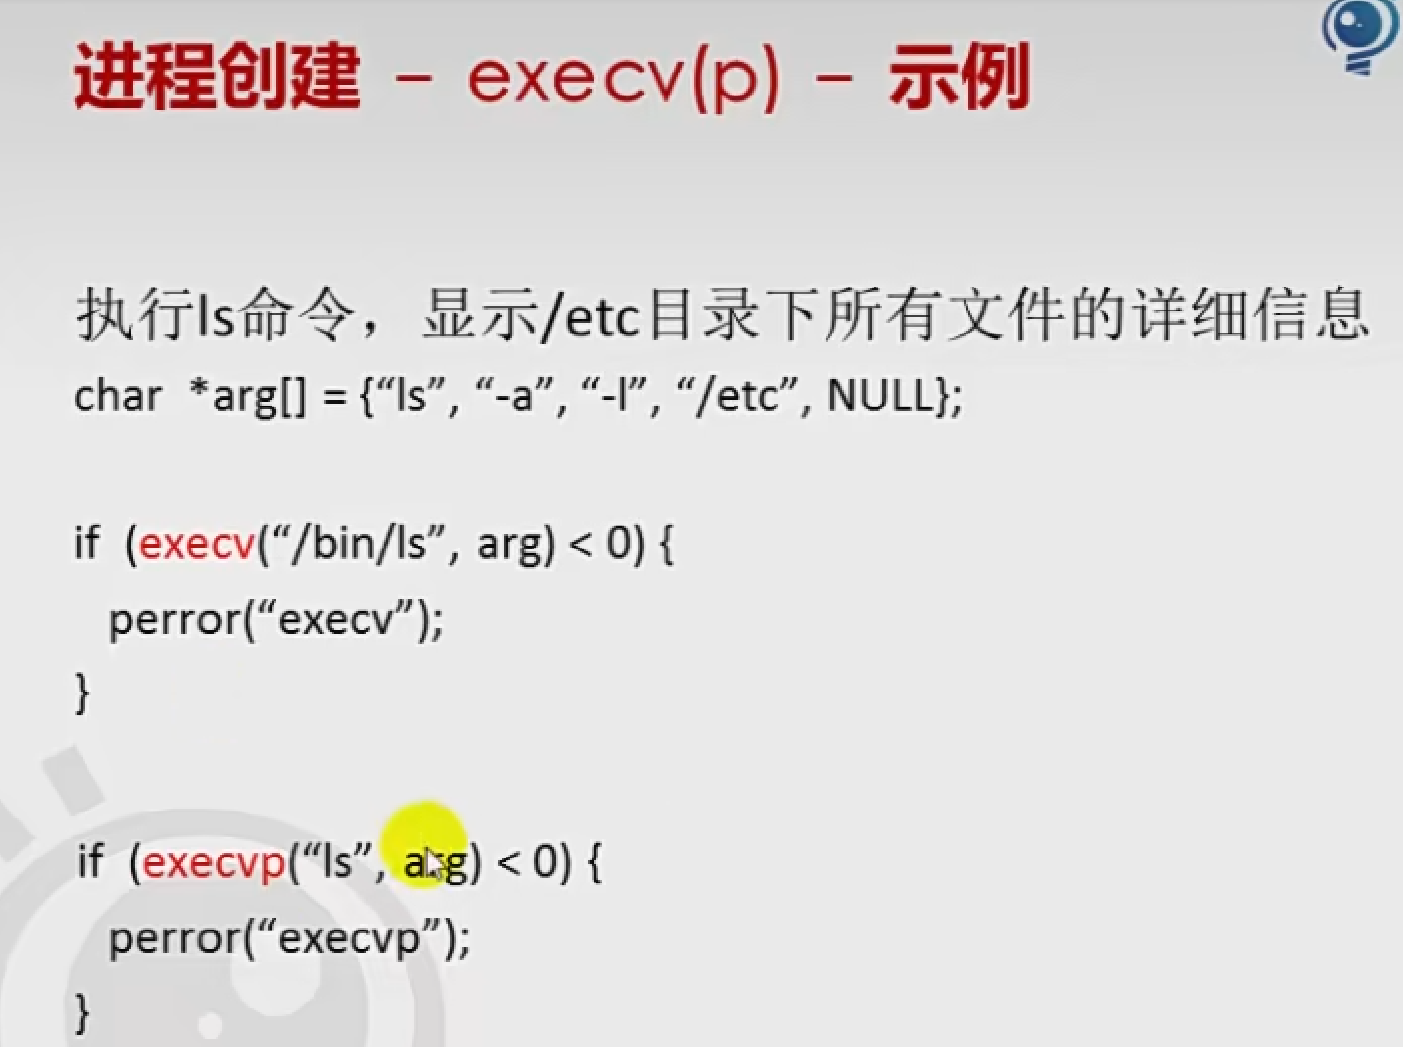 进程创建 – execv(p) – 示例
执行ls命令，显示/etc目录下所有文件的详细信息
char *arg[] = {“ls”, “-a”, “-l”, “/etc”, NULL};
if (execv(“/bin/ls”, arg) < 0) {
perror(“execv”);
}
if (execvp(“ls”, arg) < 0) {
perror(“execvp”);
}